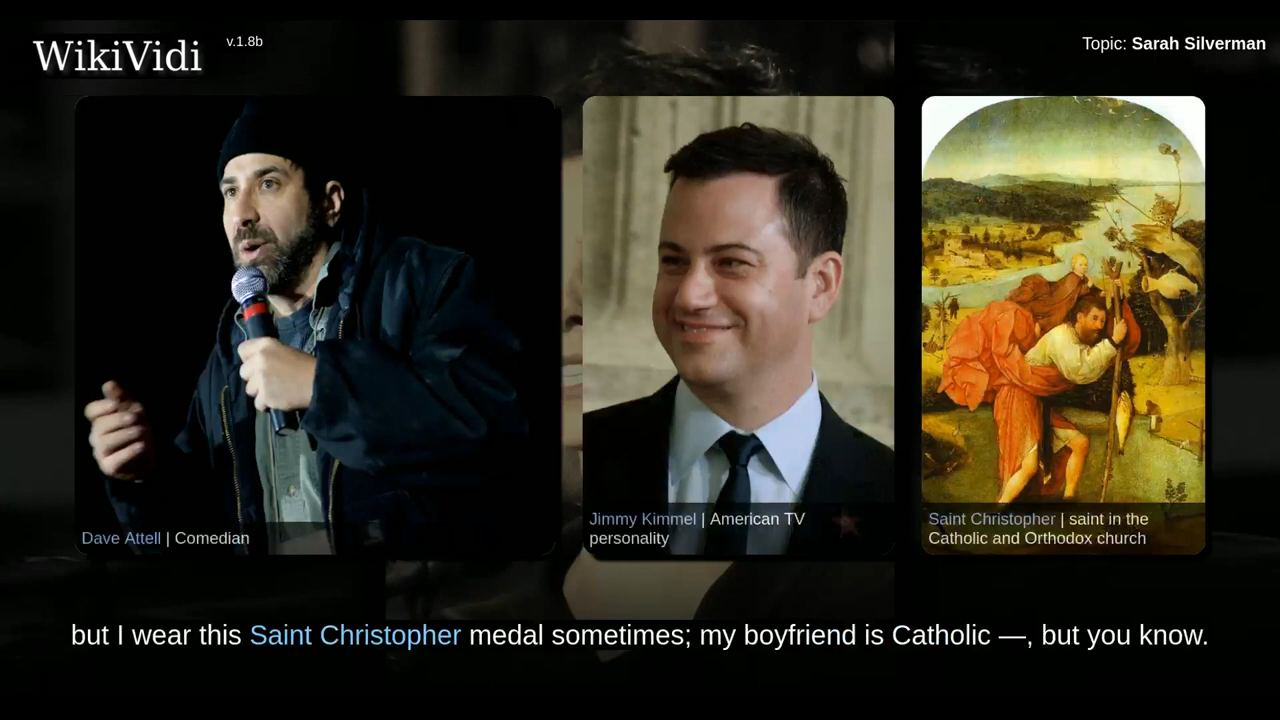 WikiVidi
v.1.8b
Topic: Sarah Silverman
Dave Attell | Comedian
Jimmy Kimmel | American TV
personality
Saint Christopher | saint in the
Catholic and Orthodox church
but I wear this Saint Christopher medal sometimes; my boyfriend is Catholic —, but you know.